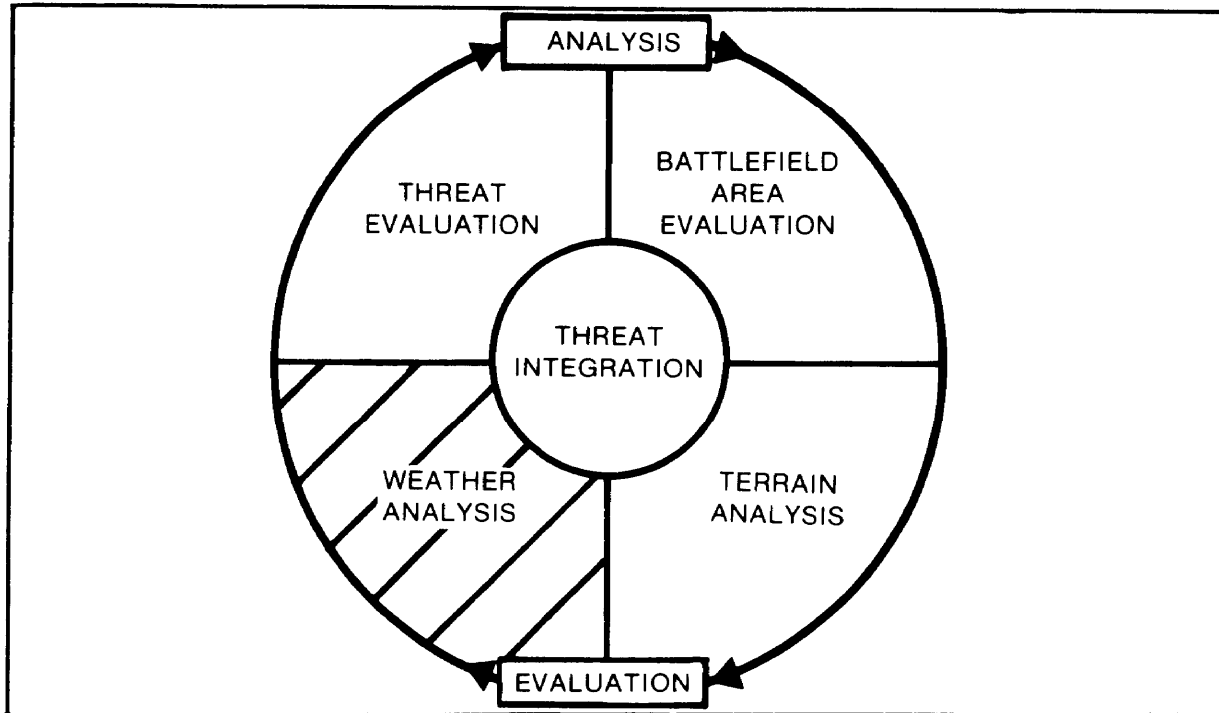 ANALYSIS
THREAT
EVALUATION
BATTLEFIELD
AREA
EVALUATION
THREAT
INTEGRATION
WEATHER
ANALYSIS
TERRAIN
ANALYSIS
EVALUATION